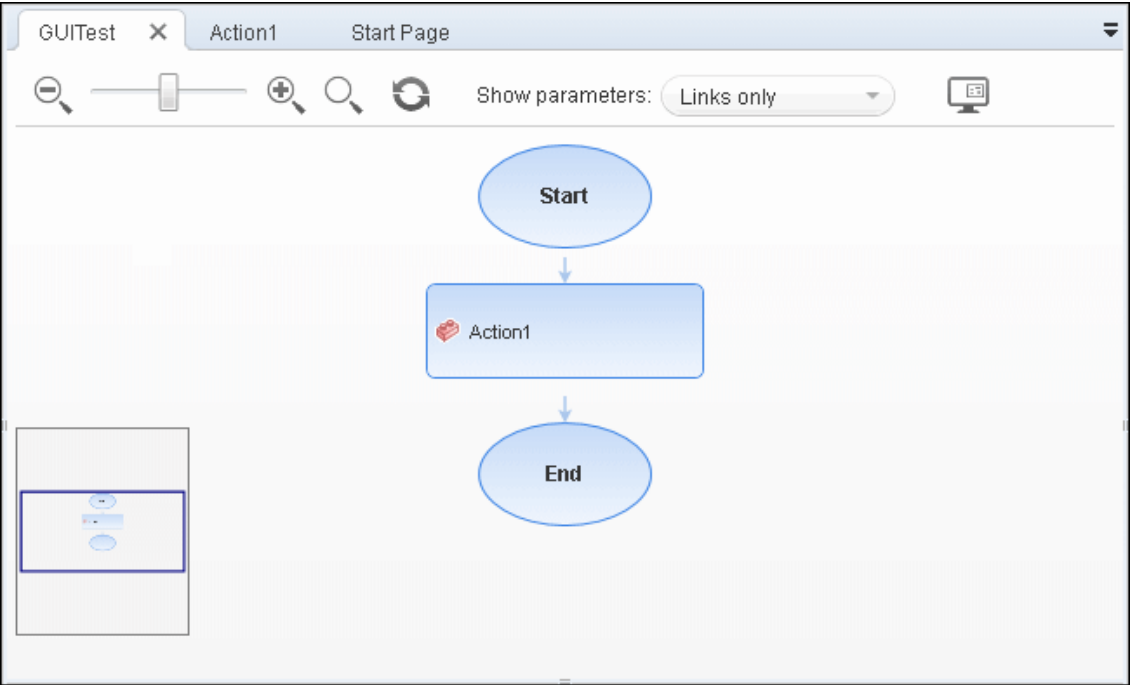 GUITest Action1 Start Page
Show parameters: Links only
Start
Action1
End